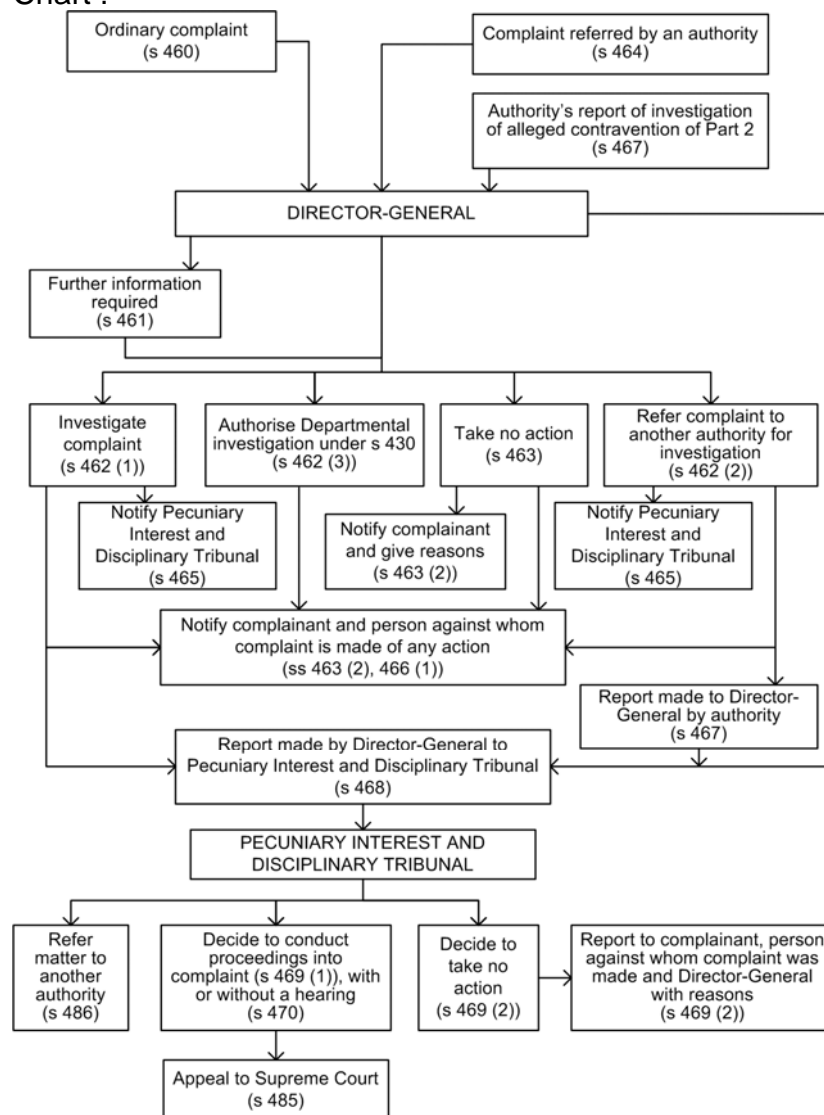 Chart .
Ordinary complaint
(s 460)
Complaint referred by an authority
(s 464)
Authority's report of investigation
of alleged contravention of Part 2
(s 467)
DIRECTOR-GENERAL
Further information
required
(s 461)
Investigate
complaint
(s 462 (1))
Authorise Departmental
investigation under s 430
(s 462 (3))
Take no action
(s 463)
Refer complaint to
another authority for
investigation
(s 462 (2))
Notify Pecuniary
Interest and
Disciplinary Tribunal
(s 465)
Notify complainant
and give reasons
(s 463 (2))
Notify Pecuniary
Interest and
Disciplinary Tribunal
(s 465)
Notify complainant and person against whom
complaint is made of any action
(ss 463 (2), 466 (1))
Report made to Director-
General by authority
(s 467)
Report made by Director-General to
Pecuniary Interest and Disciplinary Tribunal
(s 468)
PECUNIARY INTEREST AND
DISCIPLINARY TRIBUNAL
Refer
matter to
another
authority
(s 486)
Decide to conduct
proceedings into
complaint (s 469 (1)), with
or without a hearing
(s 470)
Decide to
take no
action
(s 469 (2))
Report to complainant, person
against whom complaint was
made and Director-General
with reasons
(s 469 (2))
Appeal to Supreme Court
(s 485)